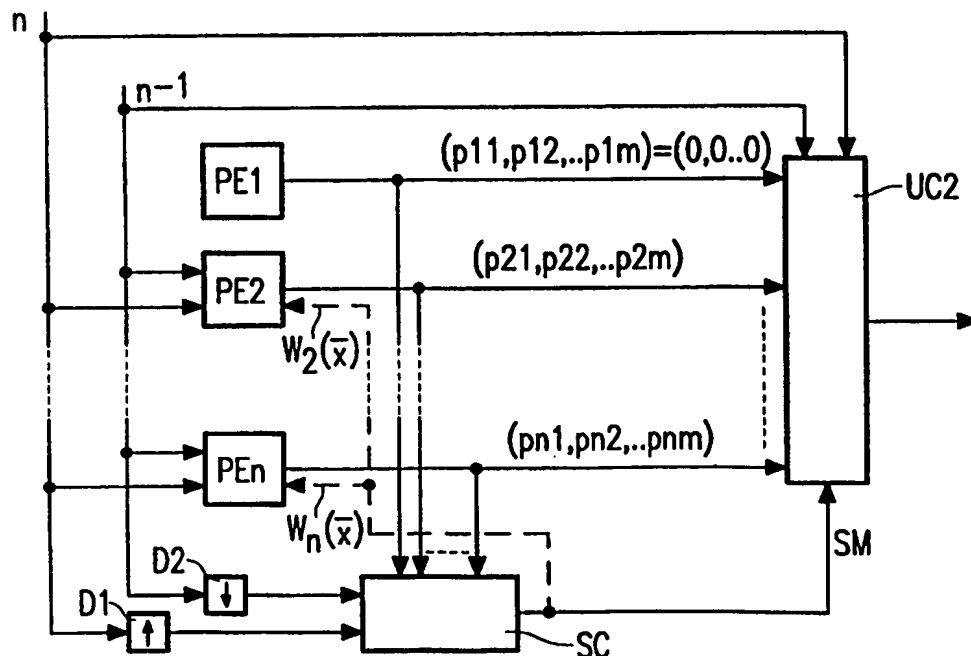 n
n-1
(p11,p12,..p1m)=(0,0..0)
PE1
UC2
(p21,p22,..p2m)
PE2
W₂(x̅)
(pn1,pn2,..pnm)
PEn
Wₙ(x̅)
SM
D2
↓
D1
↑
SC